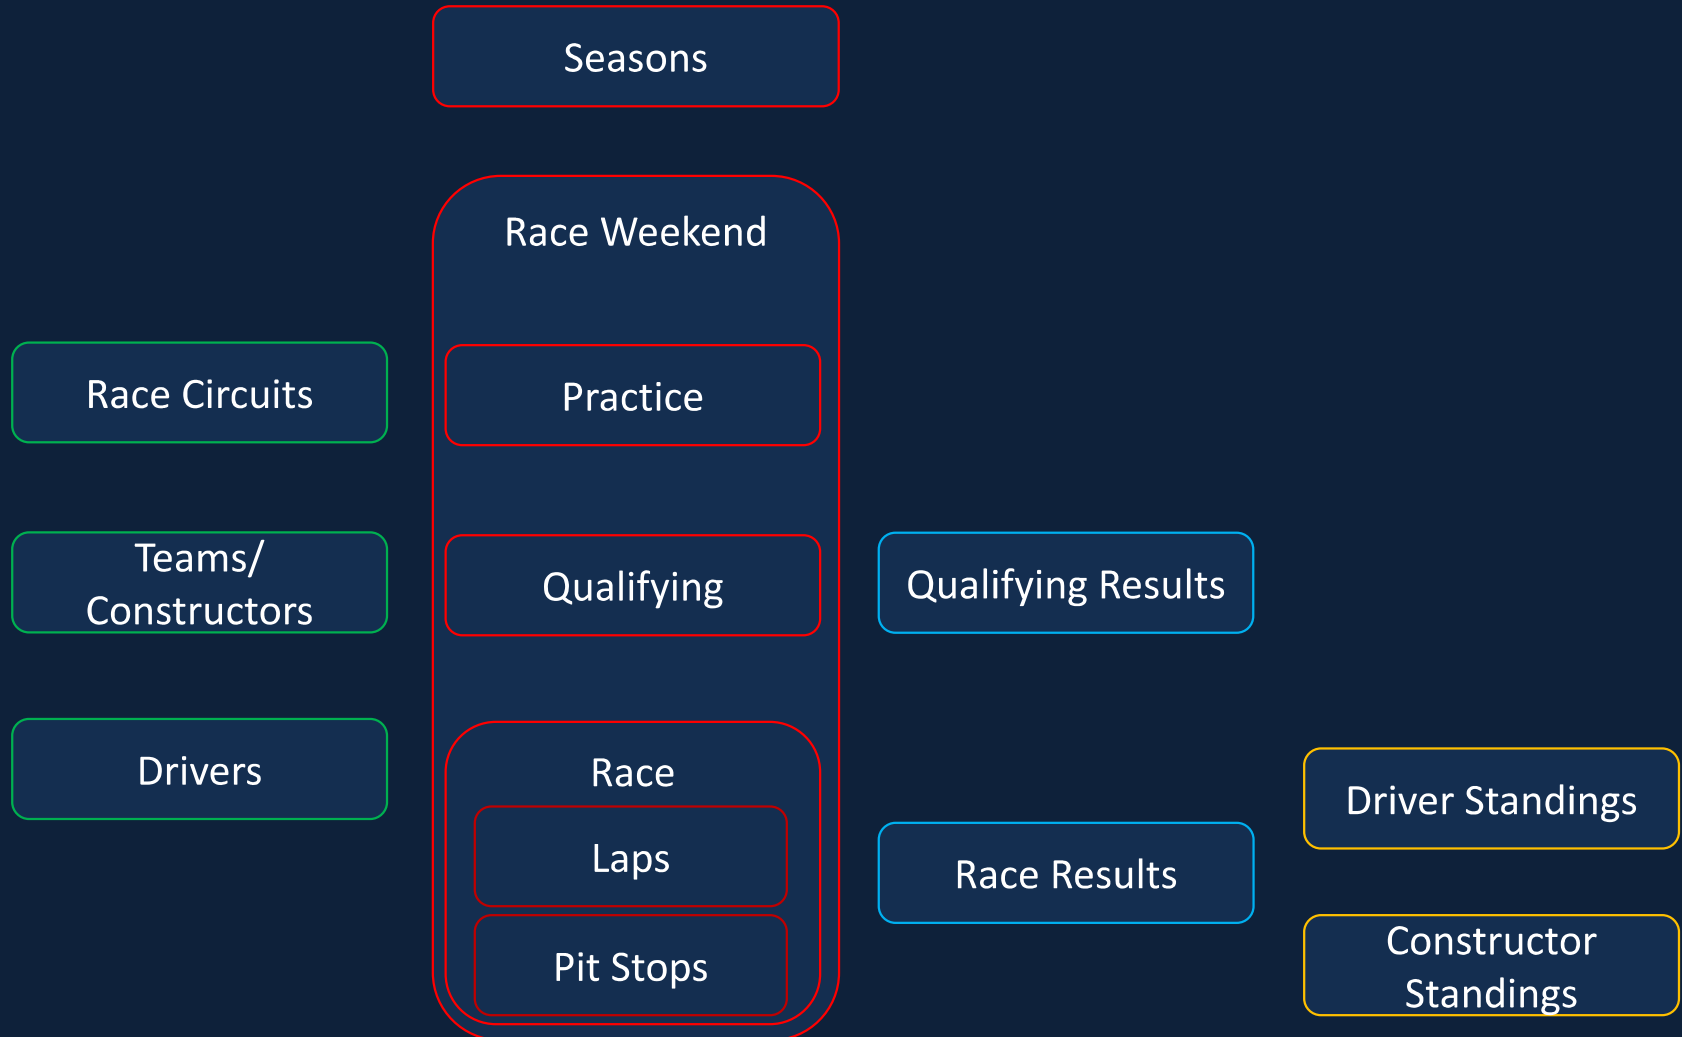 Seasons
Race Weekend
Race Circuits
Practice
Teams/
Constructors
Qualifying
Qualifying Results
Drivers
Race
Laps
Pit Stops
Race Results
Driver Standings
Constructor
Standings